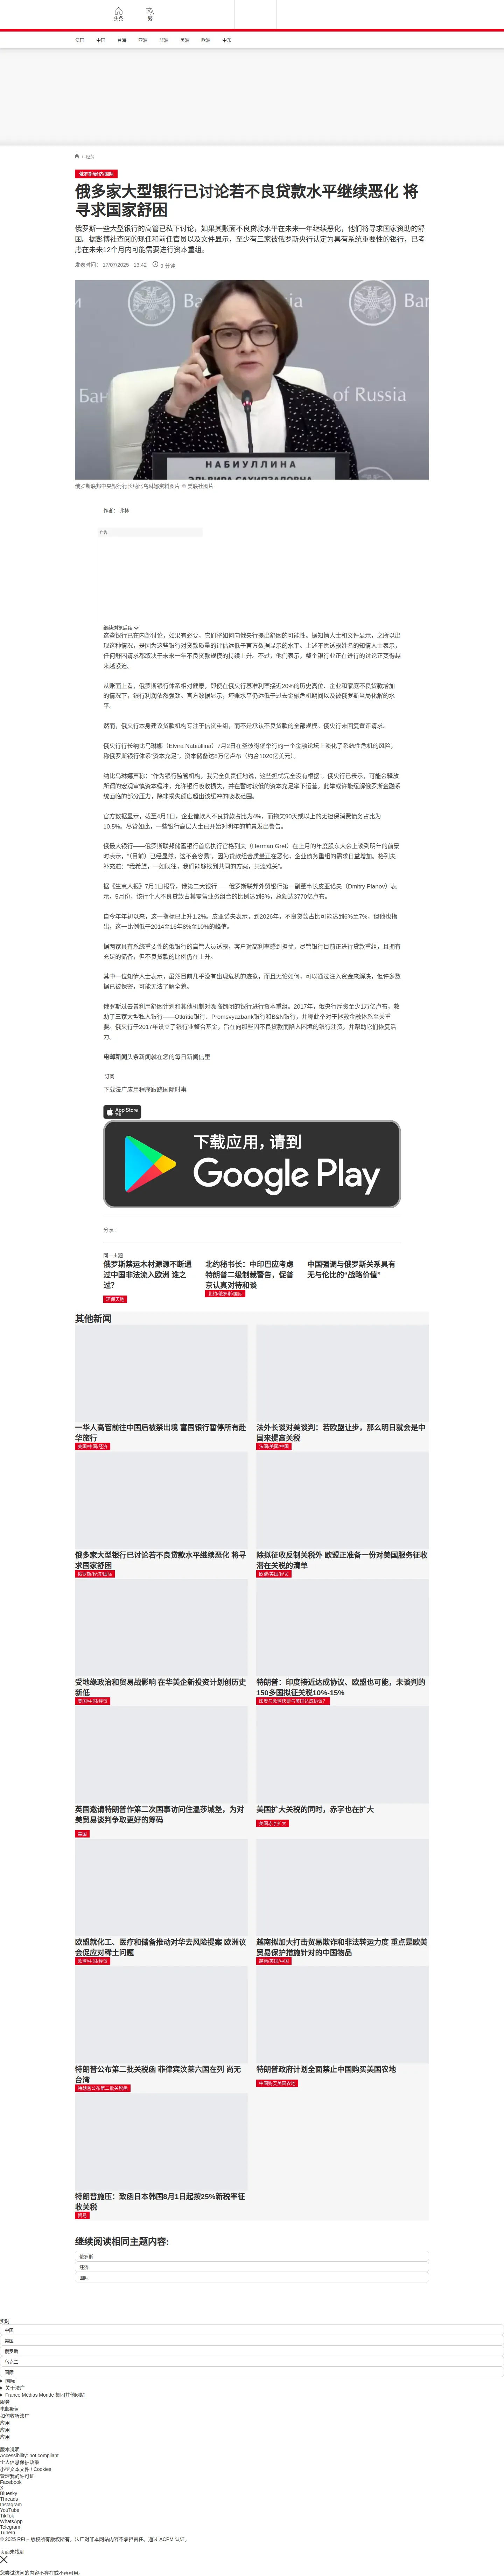 头条
繁
法国
中国
台海
亚洲
非洲
美洲
欧洲
中东
/ 经贸
俄罗斯/经济/国际
俄多家大型银行已讨论若不良贷款水平继续恶化 将
寻求国家舒困
俄罗斯一些大型银行的高管已私下讨论，如果其账面不良贷款水平在未来一年继续恶化，他们将寻求国家资助的舒
困。据彭博社查阅的现任和前任官员以及文件显示，至少有三家被俄罗斯央行认定为具有系统重要性的银行，已考
虑在未来12个月内可能需要进行资本重组。
发表时间： 17/07/2025 - 13:42
9 分钟
Банк России
Bank of Russia
НАБИУЛЛИНА
ЭЛЬВИРА САХИПЗАДОВНА
俄罗斯联邦中央银行行长纳比马琳娜资料图片 © 美联社图片
作者： 弗林
广告
继续浏览后续
这些银行已在内部讨论，如果有必要，它们将如何向俄央行提出舒困的可能性。据知情人士和文件显示，之所以出
现这种情况，是因为这些银行对贷款质量的评估远低于官方数据显示的水平。上述不愿透露姓名的知情人士表示，
任何舒困请求都取决于未来一年不良贷款规模的持续上升。不过，他们表示，整个银行业正在进行的讨论正变得越
来越紧迫。
从账面上看，俄罗斯银行体系相对健康，即使在俄央行基准利率接近20%的历史高位、企业和家庭不良贷款增加
的情况下，银行利润依然强劲。官方数据显示，坏账水平仍远低于过去金融危机期间以及被俄罗斯当局化解的水
平。
然而，俄央行本身建议贷款机构专注于信贷重组，而不是承认不良贷款的全部规模。俄央行未回复置评请求。
俄央行行长纳比马琳娜（Elvira Nabiullina）7月2日在圣彼得堡举行的一个金融论坛上淡化了系统性危机的风险，
称俄罗斯银行体系“资本充足”，资本储备达8万亿卢布（约合1020亿美元）。
纳比马琳娜声称：“作为银行监管机构，我完全负责任地说，这些担忧完全没有根据”。俄央行已表示，可能会释放
所谓的宏观审慎资本缓冲，允许银行吸收损失，并在暂时较低的资本充足率下运营。此举或许能缓解俄罗斯金融系
统面临的部分压力，除非损失额度超出该缓冲的吸收范围。
官方数据显示，截至4月1日，企业借款人不良贷款占比为4%，而拖欠90天或以上的无担保消费债务占比为
10.5%。尽管如此，一些银行高层人士已开始对明年的前景发出警告。
俄最大银行——俄罗斯联邦储蓄银行首席执行官格列夫（Herman Gref）在上月的年度股东大会上谈到明年的前景
时表示，“（目前）已经显然，这不会容易”，因为贷款组合质量正在恶化，企业债务重组的需求日益增加。格列夫
补充道：“我希望，一如既往，我们能够找到共同的方案，共渡难关”。
据《生意人报》7月1日报导，俄第二大银行——俄罗斯联邦外贸银行第一副董事长皮亚诺夫（Dmitry Pianov）表
示，5月份，该行个人不良贷款占其零售业务组合的比例达到5%，总额达3770亿卢布。
自今年年初以来，这一指标已上升1.2%。皮亚诺夫表示，到2026年，不良贷款占比可能达到6%至7%，但他也指
出，这一比例低于2014至16年8%至10%的峰值。
据两家具有系统重要性的俄银行的高管人员透露，客户对高利率感到担忧，尽管银行目前正进行贷款重组，且拥有
充足的储备，但不良贷款的比例仍在上升。
其中一位知情人士表示，虽然目前几乎没有出现危机的迹象，而且无论如何，可以通过注入资金来解决，但许多数
据已被保密，可能无法了解全貌。
俄罗斯过去曾利用舒困计划和其他机制对濒临倒闭的银行进行资本重组。2017年，俄央行斥资至少1万亿卢布，救
助了三家大型私人银行——Otkritie银行、Promsvyazbank银行和B&N银行，并称此举对于拯救金融体系至关重
要。俄央行于2017年设立了银行业整合基金，旨在向那些因不良贷款而陷入困境的银行注资，并帮助它们恢复活
力。
电邮新闻头条新闻就在您的每日新闻信里
订阅
下载法广应用程序跟踪国际时事
App Store
下载
下载应用，请到
Google Play
分享 :
同一主题
俄罗斯禁运木材源源不断通
过中国非法流入欧洲 谁之
过?
环保天地
北约秘书长：中印巴应考虑
特朗普二级制裁警告，促普
京认真对待和谈
北约/俄罗斯/国际
中国强调与俄罗斯关系具有
无与伦比的“战略价值”
其他新闻
一华人高管前往中国后被禁出境 富国银行暂停所有赴
华旅行
美国/中国/经济
法外长谈对美谈判：若欧盟让步，那么明日就会是中
国来提高关税
法国/美国/中国
俄多家大型银行已讨论若不良贷款水平继续恶化 将寻
求国家舒困
俄罗斯/经济/国际
除拟征收反制关税外 欧盟正准备一份对美国服务征收
潜在关税的清单
欧盟/美国/经贸
受地缘政治和贸易战影响 在华美企新投资计划创历史
新低
美国/中国/经贸
特朗普：印度接近达成协议、欧盟也可能，未谈判的
150多国拟征关税10%-15%
印度与欧盟快要与美国达成协议？
英国邀请特朗普作第二次国事访问住温莎城堡，为对
美贸易谈判争取更好的筹码
英国
美国扩大关税的同时，赤字也在扩大
美国赤字扩大
欧盟就化工、医疗和储备推动对华去风险提案 欧洲议
会促应对稀土问题
欧盟/中国/经贸
越南拟加大打击贸易欺诈和非法转运力度 重点是欧美
贸易保护措施针对的中国物品
越南/美国/中国
特朗普公布第二批关税函 菲律宾汶莱六国在列 尚无
台湾
特朗普公布第二批关税函
特朗普政府计划全面禁止中国购买美国农地
中国购买美国农地
特朗普施压：致函日本韩国8月1日起按25%新税率征
收关税
贸易
继续阅读相同主题内容:
俄罗斯
经济
国际
实时
中国
美国
俄罗斯
乌克兰
国际
国际
关于法广
France Médias Monde 集团其他网站
服务
电邮新闻
如何收听法广
应用
应用
应用
版本说明
Accessibility: not compliant
个人信息保护政策
小型文本文件 / Cookies
管理我的许可证
Facebook
X
Bluesky
Threads
Instagram
YouTube
TikTok
WhatsApp
Telegram
TuneIn
© 2025 RFI – 版权所有版权所有。法广对非本网站内容不承担责任。通过 ACPM 认证。
页面未找到
您尝试访问的内容不存在或不再可用。